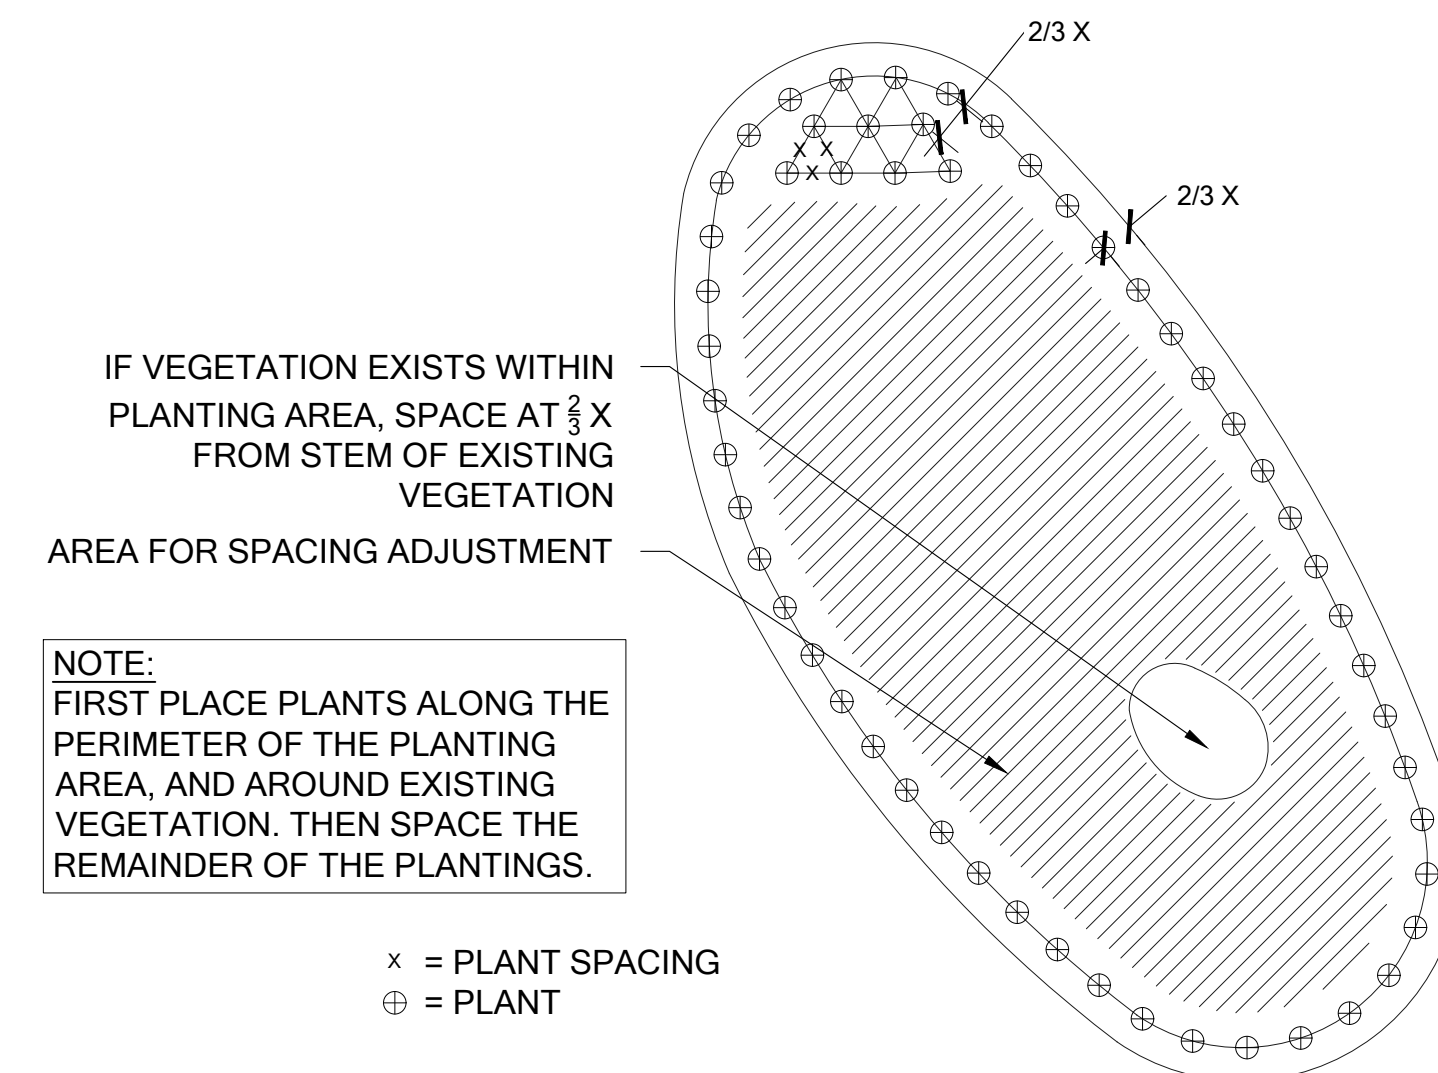 2/3 X
2/3 X
X X
X
IF VEGETATION EXISTS WITHIN
PLANTING AREA, SPACE AT 2/3 X
FROM STEM OF EXISTING
VEGETATION
AREA FOR SPACING ADJUSTMENT
NOTE:
FIRST PLACE PLANTS ALONG THE
PERIMETER OF THE PLANTING
AREA, AND AROUND EXISTING
VEGETATION. THEN SPACE THE
REMAINDER OF THE PLANTINGS.
X = PLANT SPACING
⊕ = PLANT